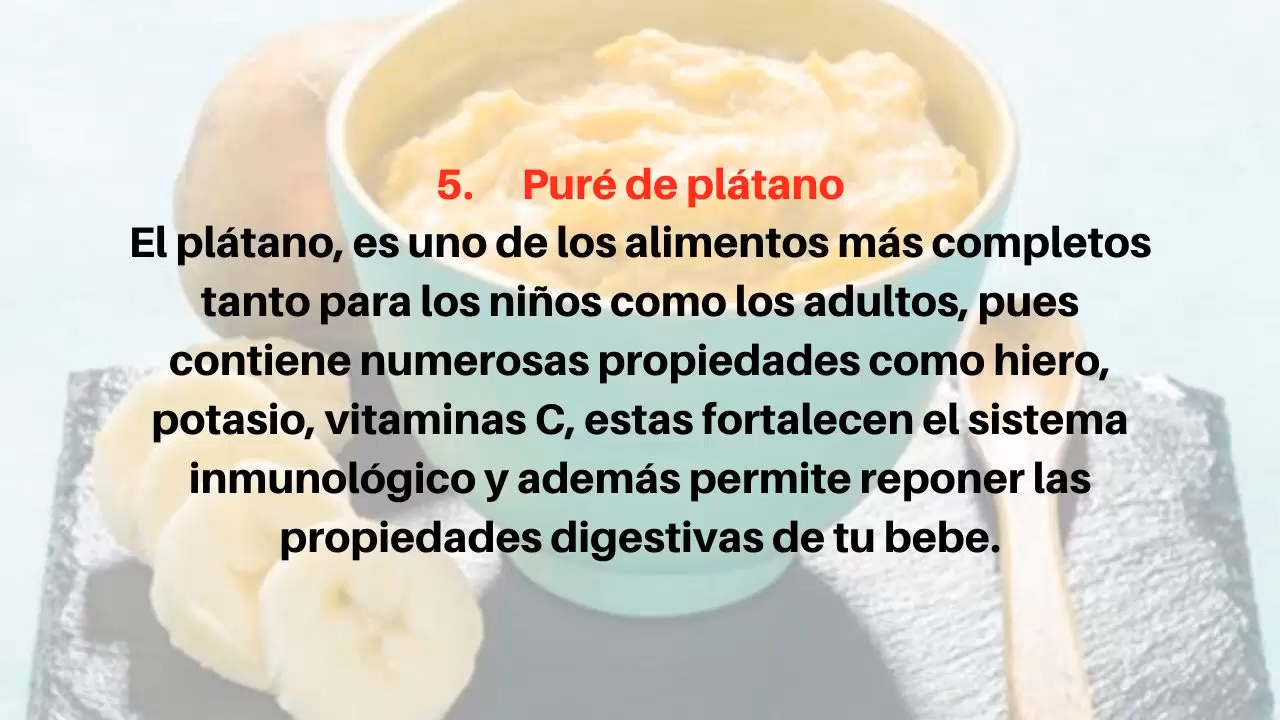 5. Puré de plátano
El plátano, es uno de los alimentos más completos
tanto para los niños como los adultos, pues
contiene numerosas propiedades como hiero,
potasio, vitaminas C, estas fortalecen el sistema
inmunológico y además permite reponer las
propiedades digestivas de tu bebe.